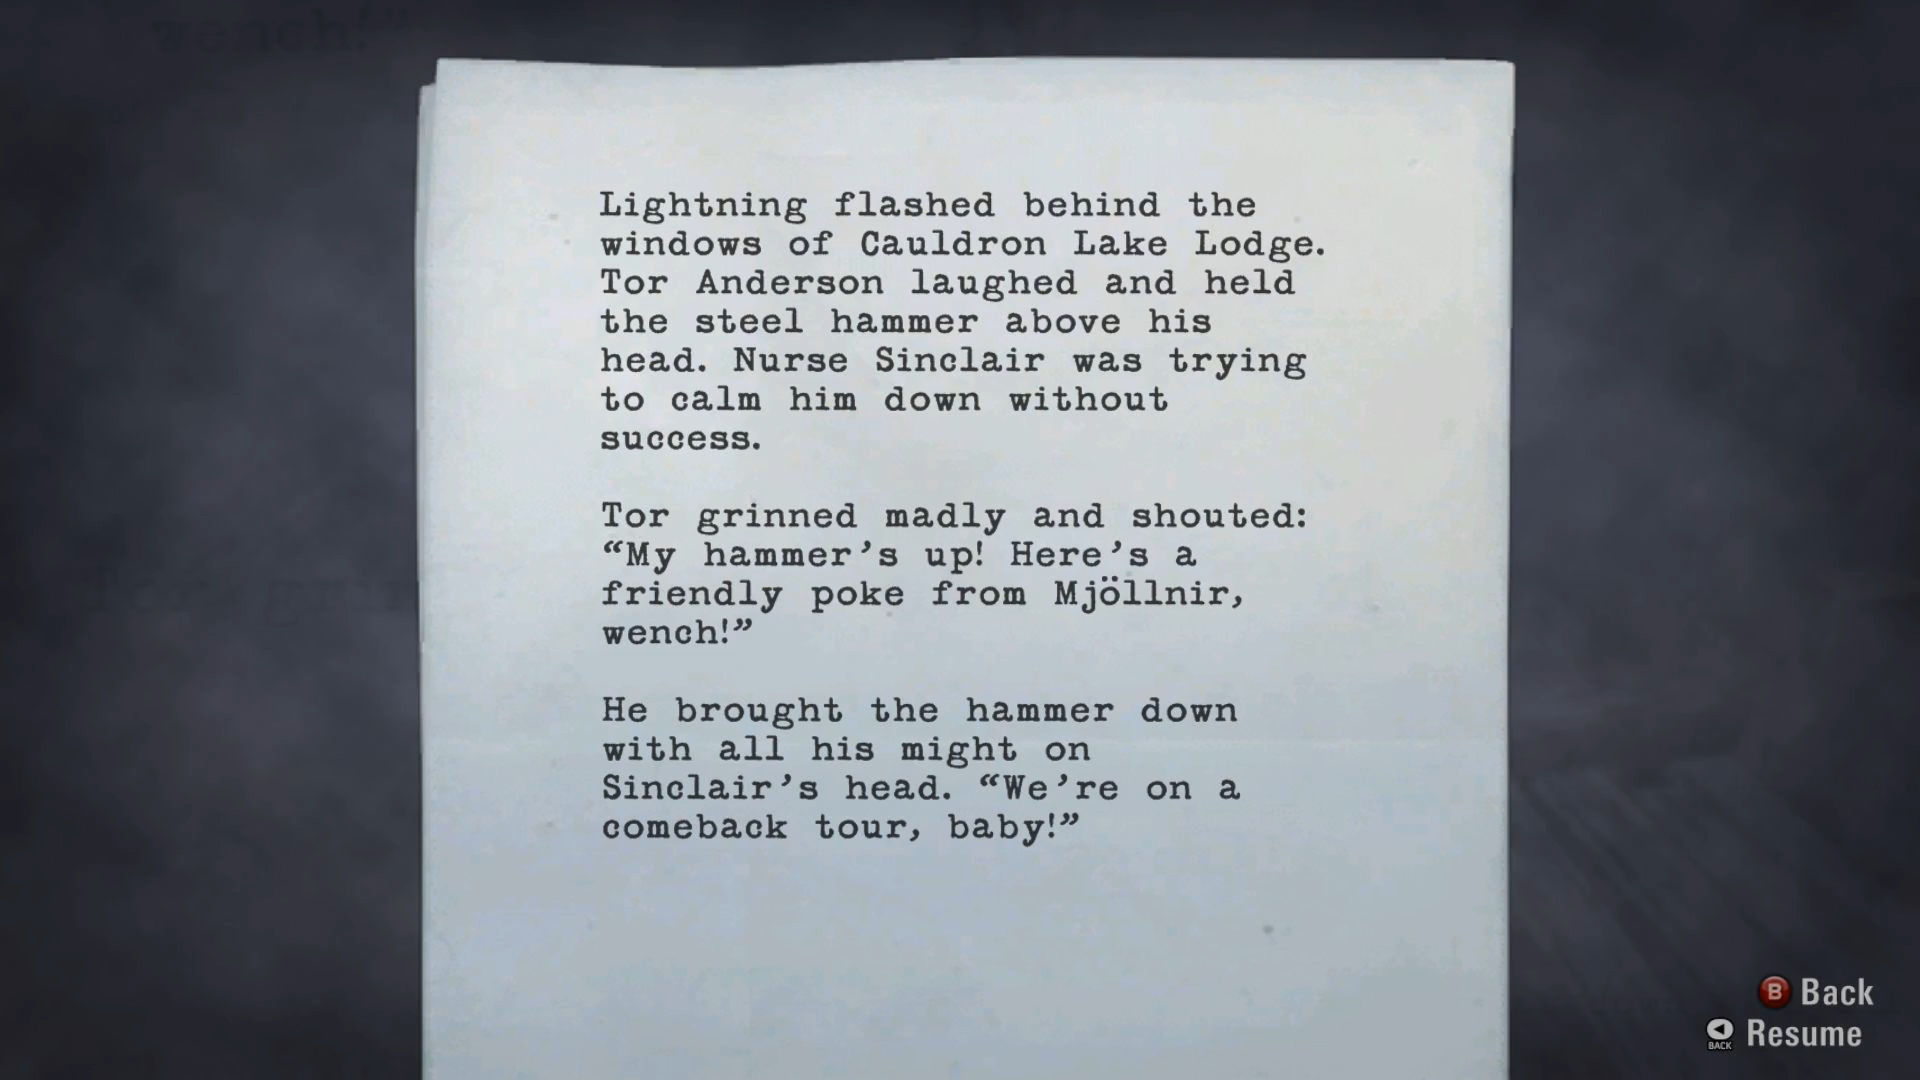 Lightning flashed behind the
windows of Cauldron Lake Lodge.
Tor Anderson laughed and held
the steel hammer above his
head. Nurse Sinclair was trying
to calm him down without
success.
Tor grinned madly and shouted:
“My hammer’s up! Here’s a
friendly poke from Mjöllnir,
wench!”
He brought the hammer down
with all his might on
Sinclair’s head. “We’re on a
comeback tour, baby!”
B Back
BACK Resume